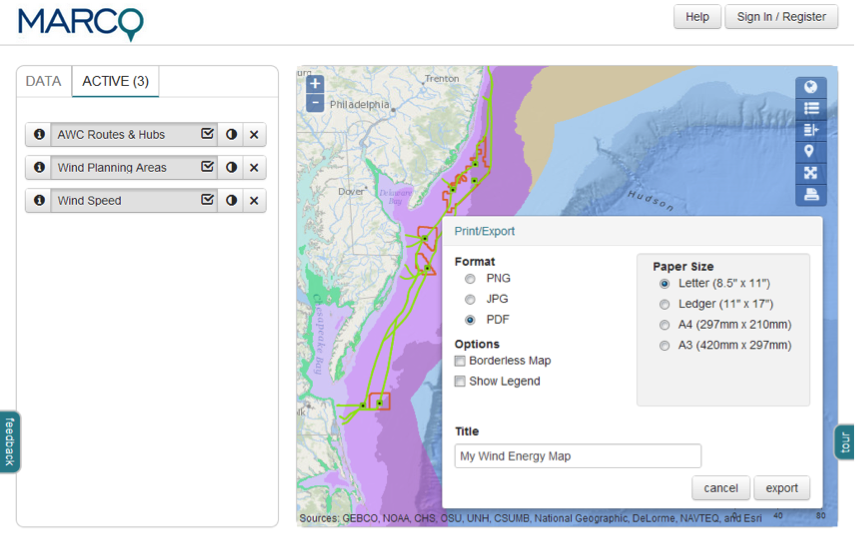 MARCO
Help
Sign In / Register
DATA
ACTIVE (3)
AWC Routes & Hubs
Wind Planning Areas
Wind Speed
+
-
Trenton
Philadelphia
Dover
Delaware
Bay
Hudson
Chesapeake Bay
Print/Export
Format
PNG
JPG
PDF
Options
Borderless Map
Show Legend
Paper Size
Letter (8.5" x 11")
Ledger (11" x 17")
A4 (297mm x 210mm)
A3 (420mm x 297mm)
Title
My Wind Energy Map
cancel
export
feedback
tour
Sources: GEBCO, NOAA, CHS, OSU, UNH, CSUMB, National Geographic, DeLorme, NAVTEQ, and Esri
40
80